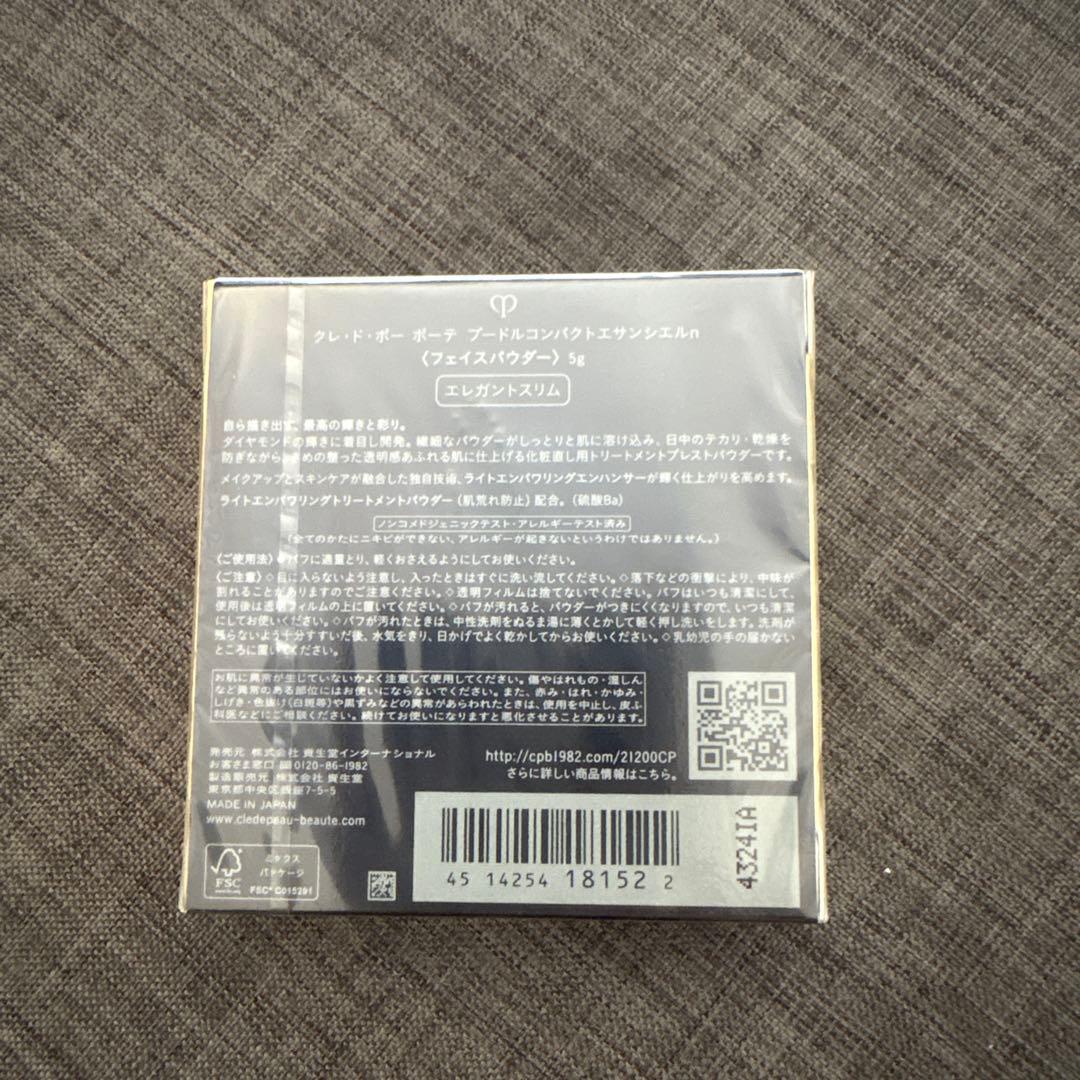 クレ・ド・ポー ボーテ プードルコンパクトエサンシエルn
〈フェイスパウダー〉5g
エレガントスリム
自ら描き出す、最高の輝きと彩り。
ダイヤモンドの輝きに着目し開発。繊細なパウダーがしっとりと肌に溶け込み、日中のテカリ・乾燥を
防ぎながら、きめの整った透明感あふれる肌に仕上げる化粧直し用トリートメントプレストパウダーです。
メイクアップとスキンケアが融合した独自技術、ライトエンパワリングエンハンサーが輝く仕上がりを高めます。
ライトエンパワリングトリートメントパウダー(肌荒れ防止)配合。(硫酸Ba)
ノンコメドジェニックテスト・アレルギーテスト済み
(全てのかたにニキビができない、アレルギーが起きないというわけではありません。)
〈ご使用法〉◇パフに適量とり、軽くおさえるようにしてお使いください。
〈ご注意〉◇目に入らないよう注意し、入ったときはすぐに洗い流してください。◇落下などの衝撃により、中味が
割れることがありますのでご注意ください。◇透明フィルムは捨てないでください。パフはいつも清潔にして、
使用後は透明フィルムの上に置いてください。◇パフが汚れると、パウダーがつきにくくなりますので、いつも清潔
にしてお使いください。◇パフが汚れたときは、中性洗剤をぬるま湯に薄くとかして軽く押し洗いをします。洗剤が
残らないよう十分すすいだ後、水気をきり、日かげでよく乾かしてからお使いください。◇乳幼児の手の届かない
ところに置いてください。
お肌に異常が生じていないかよく注意して使用してください。傷やはれもの・湿しん
など異常のある部位にはお使いにならないでください。また、赤み・はれ・かゆみ・
しげき・色抜け(白斑等)や黒ずみなどの異常があらわれたときは、使用を中止し、皮ふ
科医などにご相談ください。続けてお使いになりますと悪化することがあります。
発売元 株式会社 資生堂インターナショナル
お客さま窓口 0120-86-1982
製造販売元 株式会社 資生堂
東京都中央区銀座7-5-5
MADE IN JAPAN
www.cledepeau-beaute.com
http://cpb1982.com/21200CP
さらに詳しい商品情報はこちら。
FSC
ミックス
パッケージ
FSC® C015291
45 14254 18152 2
4324IA